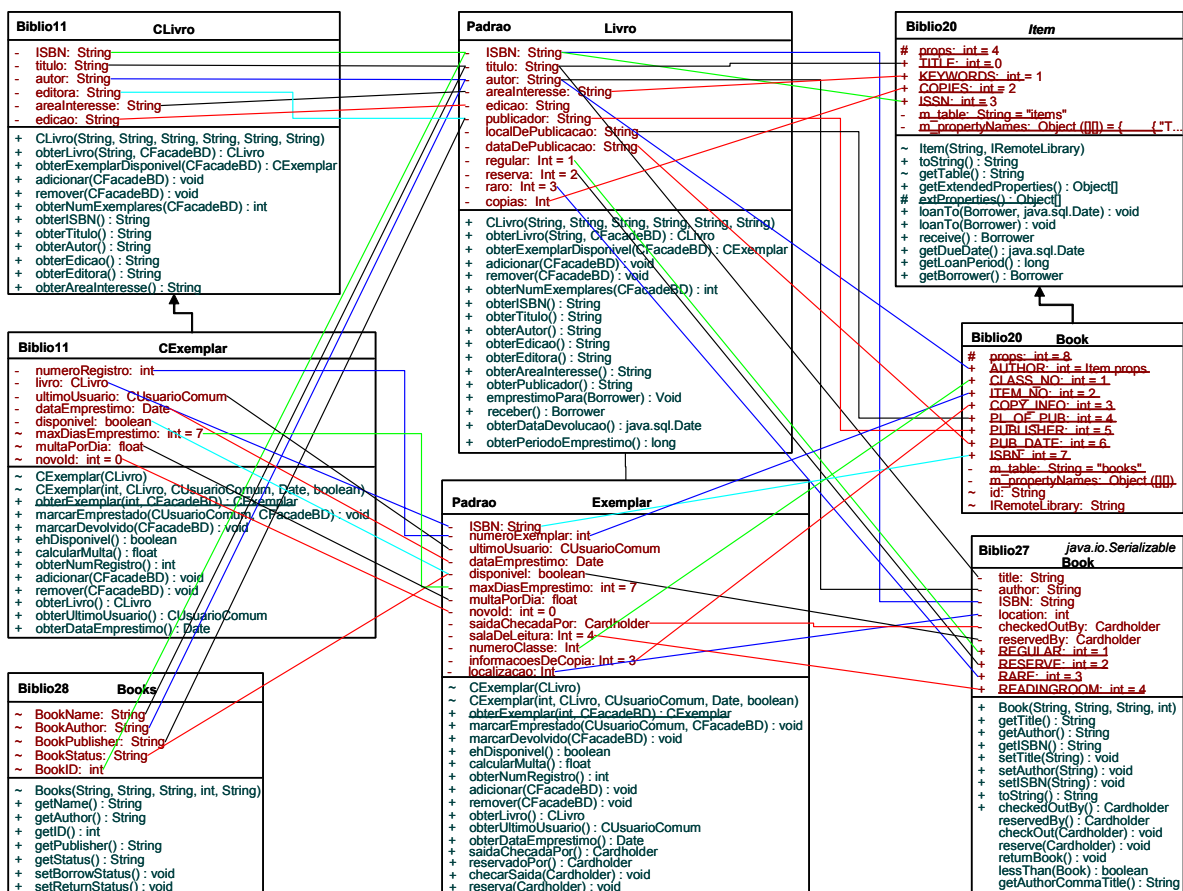 Biblio11 CLivro
- ISBN: String
- titulo: String
- autor: String
- editora: String
- areaInteresse: String
- edicao: String
+ CLivro(String, String, String, String, String, String)
+ obterLivro(String, CFacadeBD) : CLivro
+ obterExemplarDisponivel(CFacadeBD) : CExemplar
+ adicionar(CFacadeBD) : void
+ remover(CFacadeBD) : void
+ obterNumExemplares(CFacadeBD) : int
+ obterISBN() : String
+ obterTitulo() : String
+ obterAutor() : String
+ obterEdicao() : String
+ obterEditora() : String
+ obterAreaInteresse() : String
Biblio11
CExemplar
- numeroRegistro: int
- livro: CLivro
- ultimoUsuario: CUsuarioComum
- dataEmprestimo: Date
- disponivel: boolean
~ maxDiasEmprestimo: int = 7
~ multaPorDia: float
~ novoId: int = 0
~ CExemplar(CLivro)
~ CExemplar(int, CLivro, CUsuarioComum, Date, boolean)
+ obterExemplar(int, CFacadeBD) : CExemplar
+ marcarEmprestado(CUsuarioComum, CFacadeBD) : void
+ marcarDevolvido(CFacadeBD) : void
+ ehDisponivel() : boolean
+ calcularMulta() : float
+ obterNumRegistro() : int
+ adicionar(CFacadeBD) : void
+ remover(CFacadeBD) : void
+ obterLivro() : CLivro
+ obterUltimoUsuario() : CUsuarioComum
+ obterDataEmprestimo() : Date
Biblio28 Books
~ BookName: String
~ BookAuthor: String
~ BookPublisher: String
~ BookStatus: String
~ BookID: int
~ Books(String, String, String, int, String)
+ getName() : String
+ getAuthor() : String
+ getID() : int
+ getPublisher() : String
+ getStatus() : String
+ setBorrowStatus() : void
+ setReturnStatus() : void
Padrao Livro
- ISBN: String
- titulo: String
- autor: String
- areaInteresse: String
- edicao: String
- publicador: String
- localDePublicacao: String
- dataDePublicacao: String
- regular: Int = 1
- reserva: Int = 2
- raro: Int = 3
- copias: Int
+ CLivro(String, String, String, String, String, String)
+ obterLivro(String, CFacadeBD) : CLivro
+ obterExemplarDisponivel(CFacadeBD) : CExemplar
+ adicionar(CFacadeBD) : void
+ remover(CFacadeBD) : void
+ obterNumExemplares(CFacadeBD) : int
+ obterISBN() : String
+ obterTitulo() : String
+ obterAutor() : String
+ obterEdicao() : String
+ obterEditora() : String
+ obterAreaInteresse() : String
+ obterPublicador() : String
+ emprestimoPara(Borrower) : Void
+ receber() : Borrower
+ obterDataDevolucao() : java.sql.Date
+ obterPeriodoEmprestimo() : long
Padrao Exemplar
- ISBN: String
- numeroExemplar: int
- ultimoUsuario: CUsuarioComum
- dataEmprestimo: Date
- disponivel: boolean
- maxDiasEmprestimo: int = 7
- multaPorDia: float
- novoId: int = 0
- saidaChecadaPor: Cardholder
- salaDeLeitura: Int = 4
- numeroClasse: Int
- informacoesDeCopia: Int = 3
- localizacao: Int
~ CExemplar(CLivro)
~ CExemplar(int, CLivro, CUsuarioComum, Date, boolean)
+ obterExemplar(int, CFacadeBD) : CExemplar
+ marcarEmprestado(CUsuarioComum, CFacadeBD) : void
+ marcarDevolvido(CFacadeBD) : void
+ ehDisponivel() : boolean
+ calcularMulta() : float
+ obterNumRegistro() : int
+ adicionar(CFacadeBD) : void
+ remover(CFacadeBD) : void
+ obterLivro() : CLivro
+ obterUltimoUsuario() : CUsuarioComum
+ obterDataEmprestimo() : Date
+ saidaChecadaPor() : Cardholder
+ reservadoPor() : Cardholder
+ checarSaida(Cardholder) : void
+ reserva(Cardholder) : void
Biblio20 Item
# props: int = 4
+ TITLE: int = 0
+ KEYWORDS: int = 1
+ COPIES: int = 2
+ ISSN: int = 3
- m_table: String = "items"
- m_propertyNames: Object ([][]) = { {"T...
~ Item(String, IRemoteLibrary)
+ toString() : String
~ getTable() : String
+ getExtendedProperties() : Object[]
# extProperties() : Object[]
+ loanTo(Borrower, java.sql.Date) : void
+ loanTo(Borrower) : void
+ receive() : Borrower
+ getDueDate() : java.sql.Date
+ getLoanPeriod() : long
+ getBorrower() : Borrower
Biblio20 Book
# props: int = 8
+ AUTHOR: int = Item.props
+ CLASS_NO: int = 1
+ ITEM_NO: int = 2
+ COPY_INFO: int = 3
+ PL_OF_PUB: int = 4
+ PUBLISHER: int = 5
+ PUB_DATE: int = 6
+ ISBN: int = 7
- m_table: String = "books"
- m_propertyNames: Object ([][])
~ id: String
~ IRemoteLibrary: String
Biblio27 java.io.Serializable
Book
- title: String
- author: String
- ISBN: String
- location: int
- checkedOutBy: Cardholder
- reservedBy: Cardholder
+ REGULAR: int = 1
+ RESERVE: int = 2
+ RARE: int = 3
+ READINGROOM: int = 4
+ Book(String, String, String, int)
+ getTitle() : String
+ getAuthor() : String
+ getISBN() : String
+ setTitle(String) : void
+ setAuthor(String) : void
+ setISBN(String) : void
+ toString() : String
+ checkedOutBy() : Cardholder
reservedBy() : Cardholder
checkOut(Cardholder) : void
reserve(Cardholder) : void
returnBook() : void
lessThan(Book) : boolean
getAuthorCommaTitle() : String